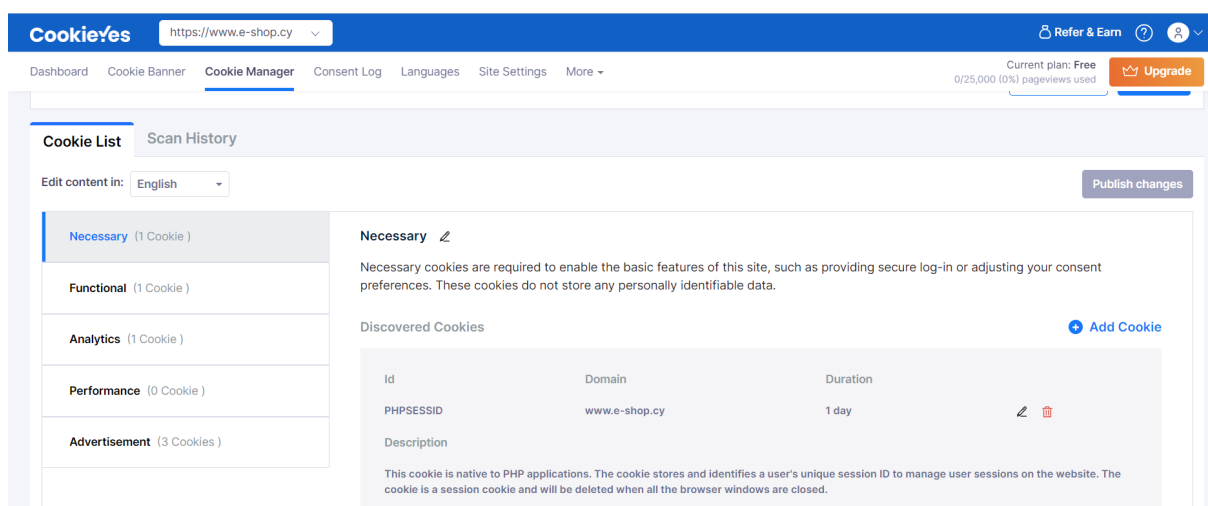 CookieYes https://www.e-shop.cy Refer & Earn ?
Dashboard Cookie Banner Cookie Manager Consent Log Languages Site Settings More Current plan: Free Upgrade
0/25,000 (0%) pageviews used
Cookie List Scan History
Edit content in: English Publish changes
Necessary (1 Cookie )
Functional (1 Cookie )
Analytics (1 Cookie )
Performance (0 Cookie )
Advertisement (3 Cookies )
Necessary
Necessary cookies are required to enable the basic features of this site, such as providing secure log-in or adjusting your consent
preferences. These cookies do not store any personally identifiable data.
Discovered Cookies Add Cookie
Id Domain Duration
PHPSESSID www.e-shop.cy 1 day
Description
This cookie is native to PHP applications. The cookie stores and identifies a user's unique session ID to manage user sessions on the website. The
cookie is a session cookie and will be deleted when all the browser windows are closed.